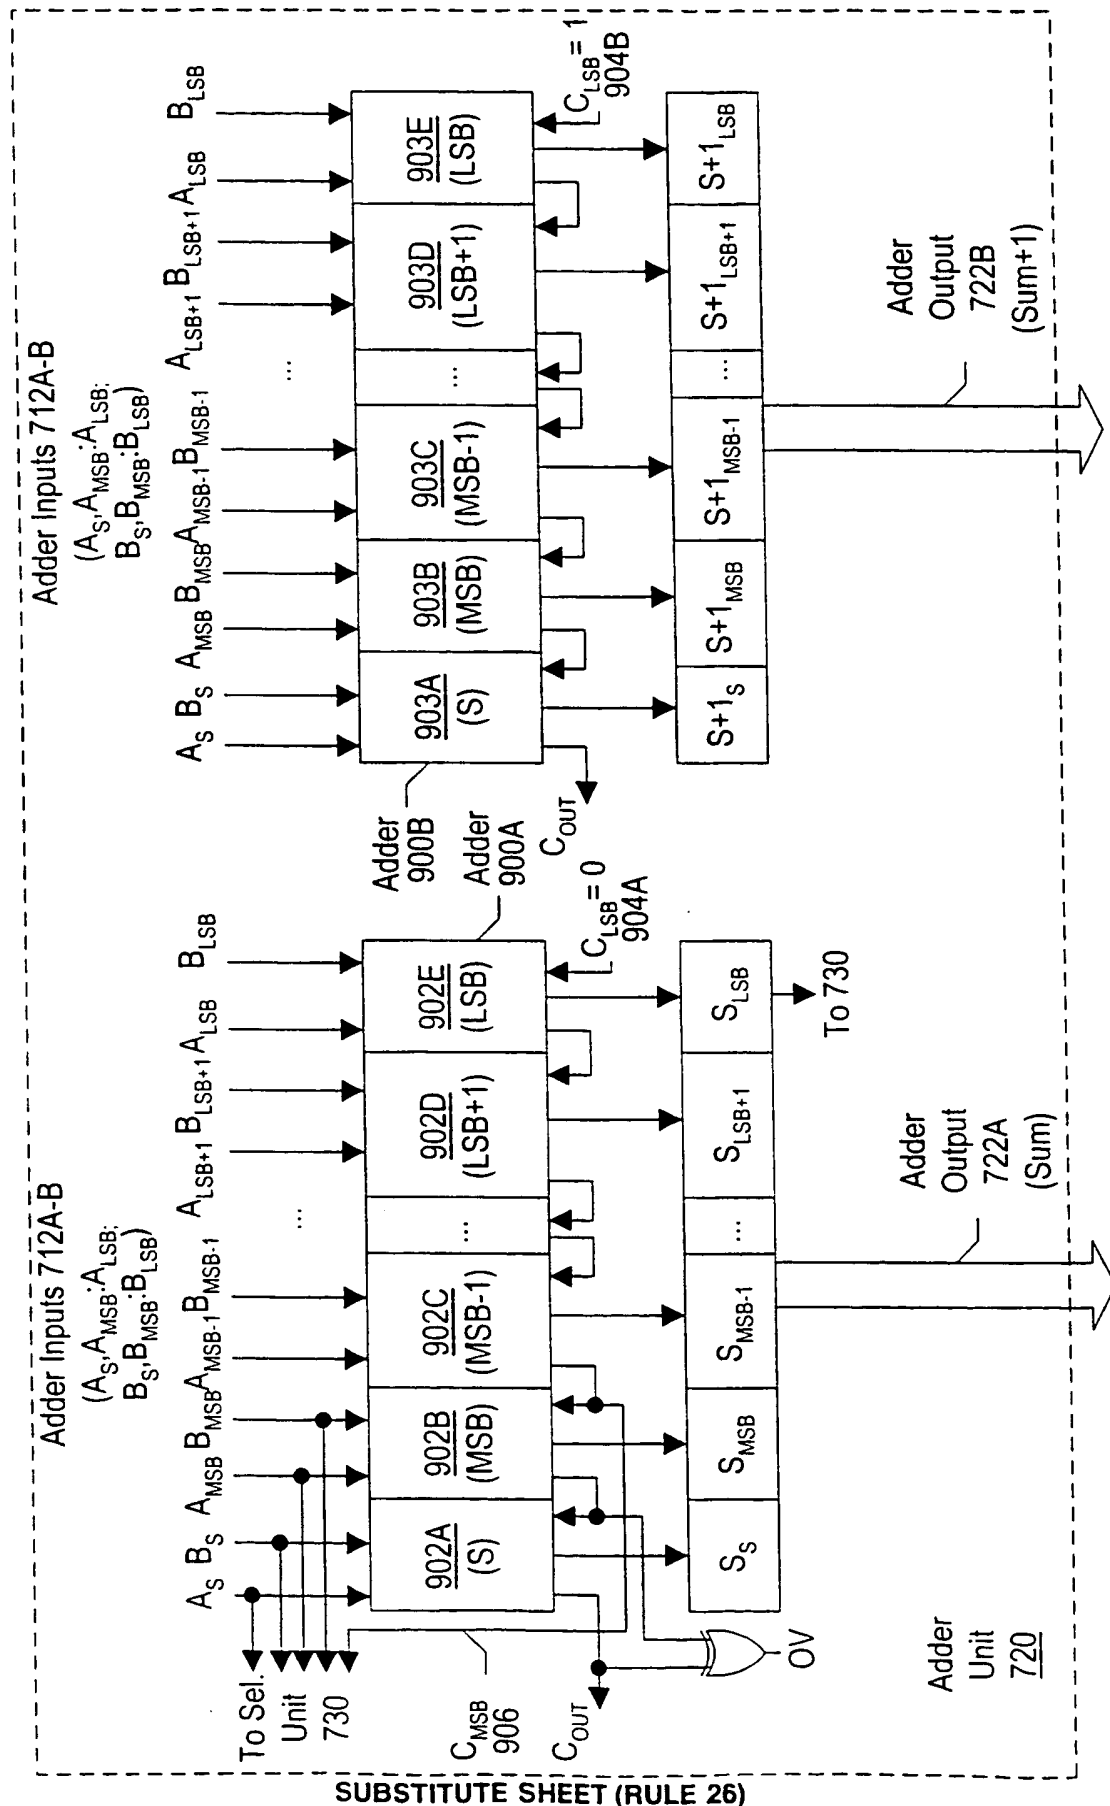 Adder Inputs 712A-B
(A_S,A_MSB:A_LSB;
B_S,B_MSB:B_LSB)
A_S B_S A_MSB B_MSB A_MSB-1 B_MSB-1 ... A_LSB+1 B_LSB+1 A_LSB B_LSB
To Sel.
Unit
730
902A
(S)
902B
(MSB)
902C
(MSB-1)
...
902D
(LSB+1)
902E
(LSB)
Adder
900A
C_MSB
906
C_OUT
OV
C_LSB = 0
904A
S_S
S_MSB
S_MSB-1
...
S_LSB+1
S_LSB
To 730
Adder
Output
722A
(Sum)
Adder
Unit
720
Adder Inputs 712A-B
(A_S,A_MSB:A_LSB;
B_S,B_MSB:B_LSB)
A_S B_S A_MSB B_MSB A_MSB-1 B_MSB-1 ... A_LSB+1 B_LSB+1 A_LSB B_LSB
903A
(S)
903B
(MSB)
903C
(MSB-1)
...
903D
(LSB+1)
903E
(LSB)
Adder
900B
C_OUT
C_LSB = 1
904B
S+1_S
S+1_MSB
S+1_MSB-1
...
S+1_LSB+1
S+1_LSB
Adder
Output
722B
(Sum+1)
SUBSTITUTE SHEET (RULE 26)